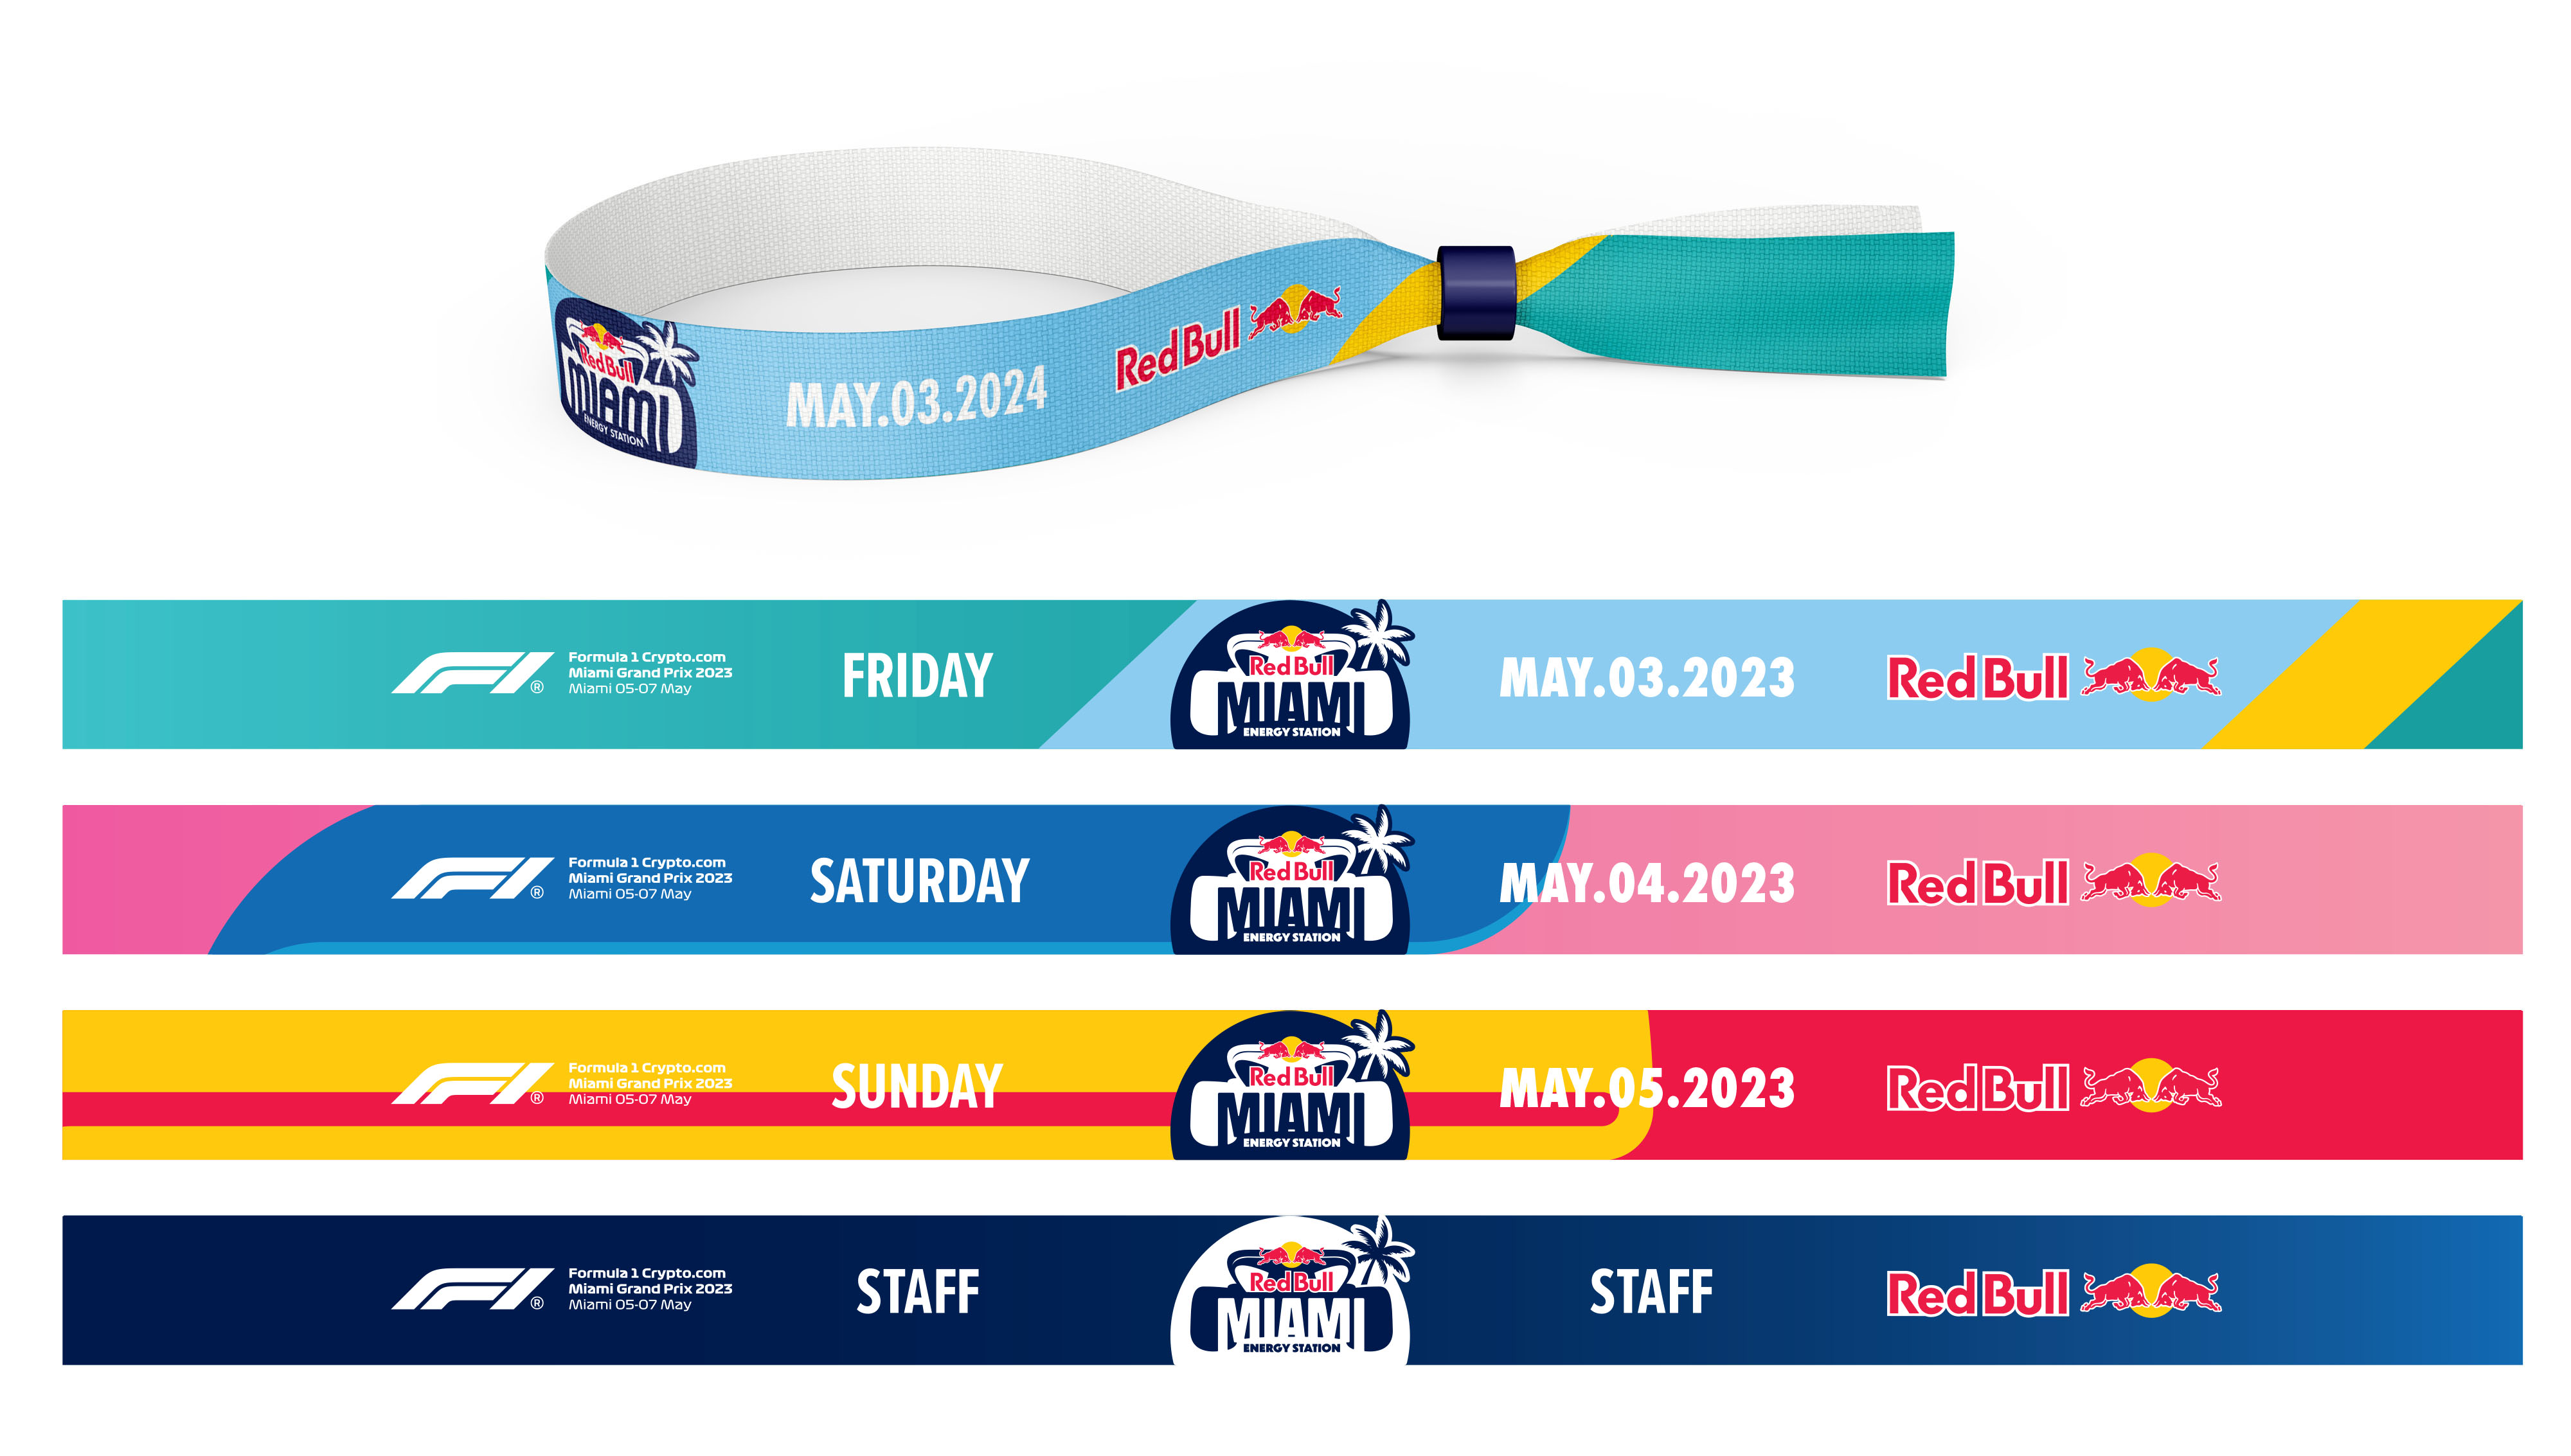 Red Bull
MIAMI
ENERGY STATION
MAY.03.2024
Red Bull
F1®
Formula 1 Crypto.com
Miami Grand Prix 2023
Miami 05-07 May
FRIDAY
Red Bull
MIAMI
ENERGY STATION
MAY.03.2023
Red Bull
F1®
Formula 1 Crypto.com
Miami Grand Prix 2023
Miami 05-07 May
SATURDAY
Red Bull
MIAMI
ENERGY STATION
MAY.04.2023
Red Bull
F1®
Formula 1 Crypto.com
Miami Grand Prix 2023
Miami 05-07 May
SUNDAY
Red Bull
MIAMI
ENERGY STATION
MAY.05.2023
Red Bull
F1®
Formula 1 Crypto.com
Miami Grand Prix 2023
Miami 05-07 May
STAFF
Red Bull
MIAMI
ENERGY STATION
STAFF
Red Bull